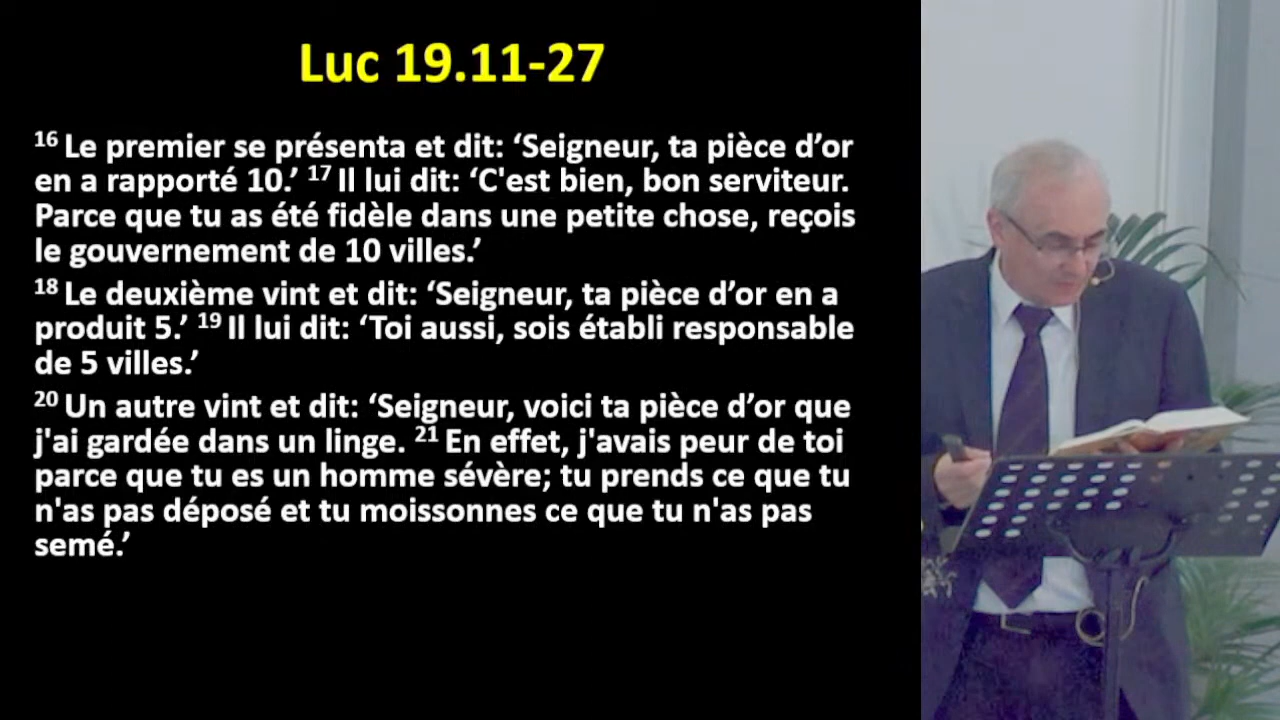 Luc 19.11-27
16 Le premier se présenta et dit: ‘Seigneur, ta pièce d’or
en a rapporté 10.’ 17 Il lui dit: ‘C'est bien, bon serviteur.
Parce que tu as été fidèle dans une petite chose, reçois
le gouvernement de 10 villes.’
18 Le deuxième vint et dit: ‘Seigneur, ta pièce d’or en a
produit 5.’ 19 Il lui dit: ‘Toi aussi, sois établi responsable
de 5 villes.’
20 Un autre vint et dit: ‘Seigneur, voici ta pièce d’or que
j'ai gardée dans un linge. 21 En effet, j'avais peur de toi
parce que tu es un homme sévère; tu prends ce que tu
n'as pas déposé et tu moissonnes ce que tu n'as pas
semé.’